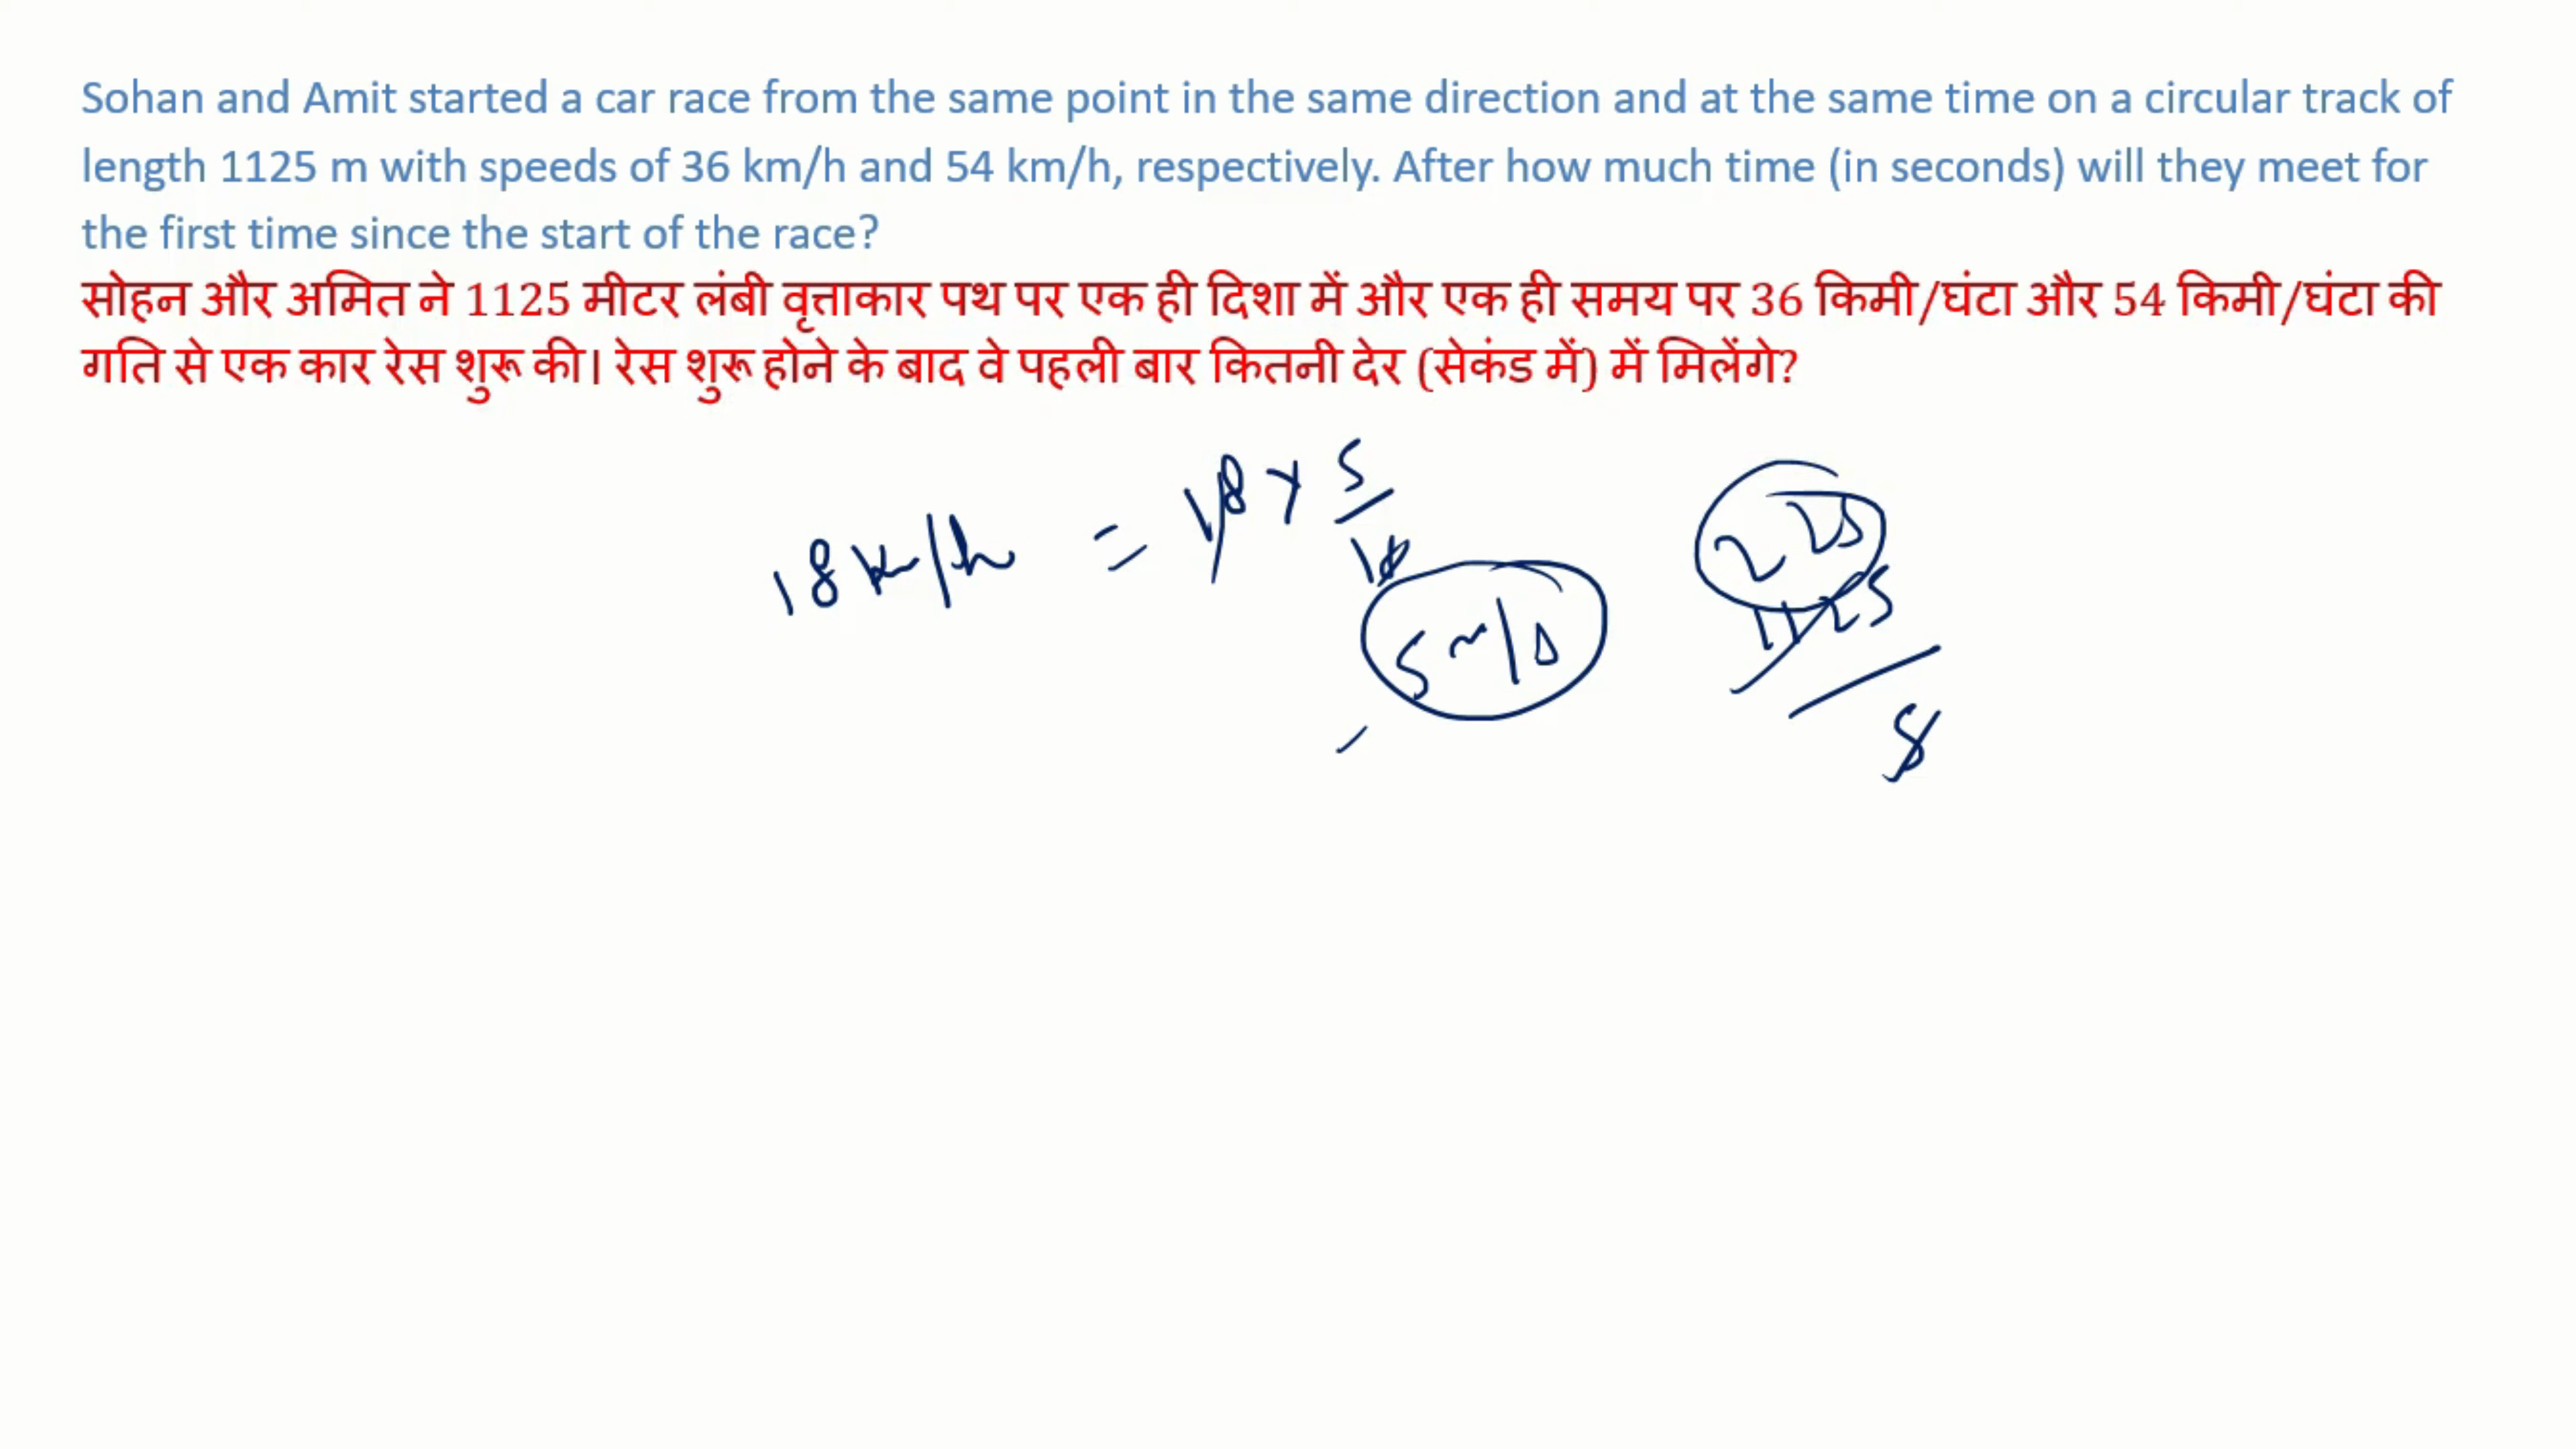 Sohan and Amit started a car race from the same point in the same direction and at the same time on a circular track of
length 1125 m with speeds of 36 km/h and 54 km/h, respectively. After how much time (in seconds) will they meet for
the first time since the start of the race?
सोहन और अमित ने 1125 मीटर लंबी वृत्ताकार पथ पर एक ही दिशा में और एक ही समय पर 36 किमी/घंटा और 54 किमी/घंटा की
गति से एक कार रेस शुरू की। रेस शुरू होने के बाद वे पहली बार कितनी देर (सेकंड में) में मिलेंगे?
18 km/h = 18 × 5
18
5 m/s
225
1125
5